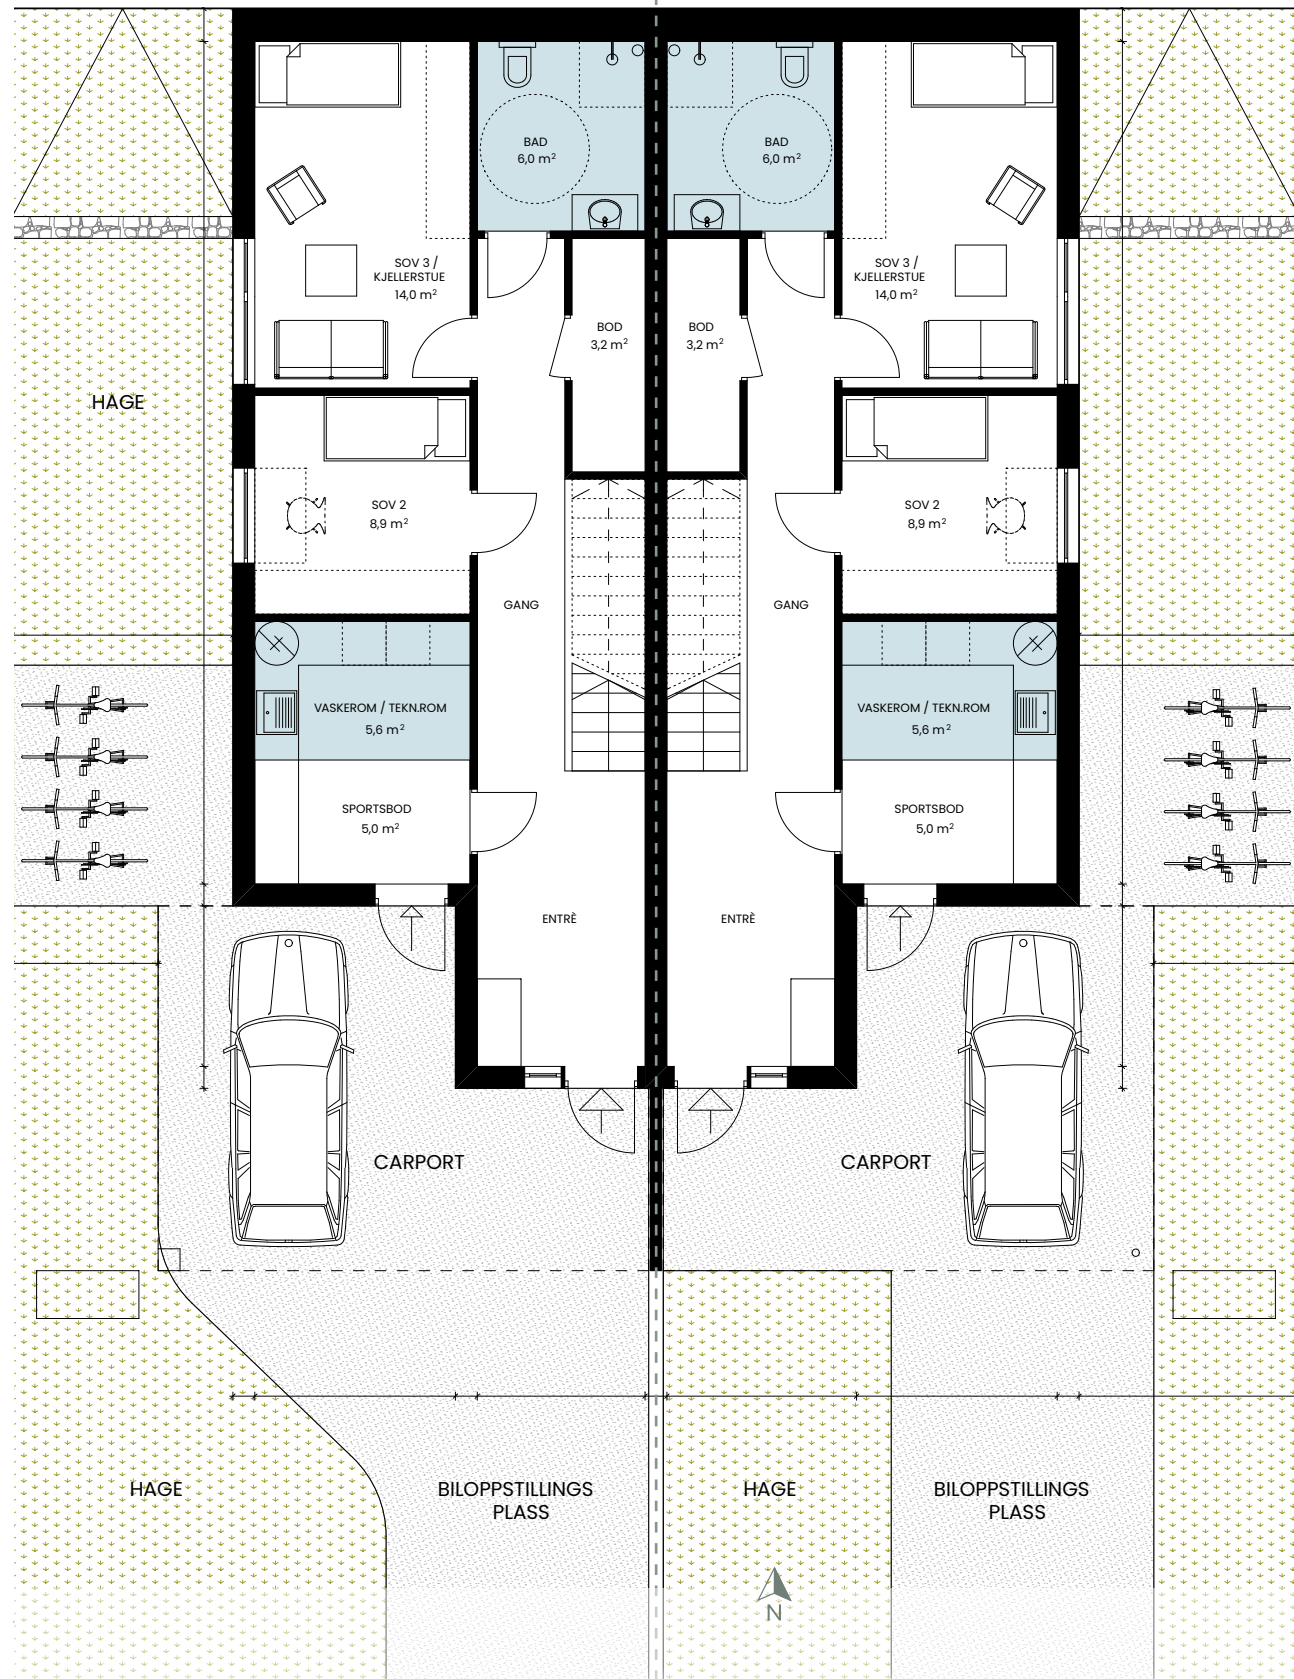 BAD
6,0 m²
BAD
6,0 m²
SOV 3 /
KJELLERSTUE
14,0 m²
SOV 3 /
KJELLERSTUE
14,0 m²
BOD
3,2 m²
BOD
3,2 m²
HAGE
SOV 2
8,9 m²
SOV 2
8,9 m²
GANG
GANG
VASKEROM / TEKN.ROM
5,6 m²
VASKEROM / TEKN.ROM
5,6 m²
SPORTSBOD
5,0 m²
SPORTSBOD
5,0 m²
ENTRÈ
ENTRÈ
CARPORT
CARPORT
HAGE
BILOPPSTILLINGS
PLASS
HAGE
BILOPPSTILLINGS
PLASS
N